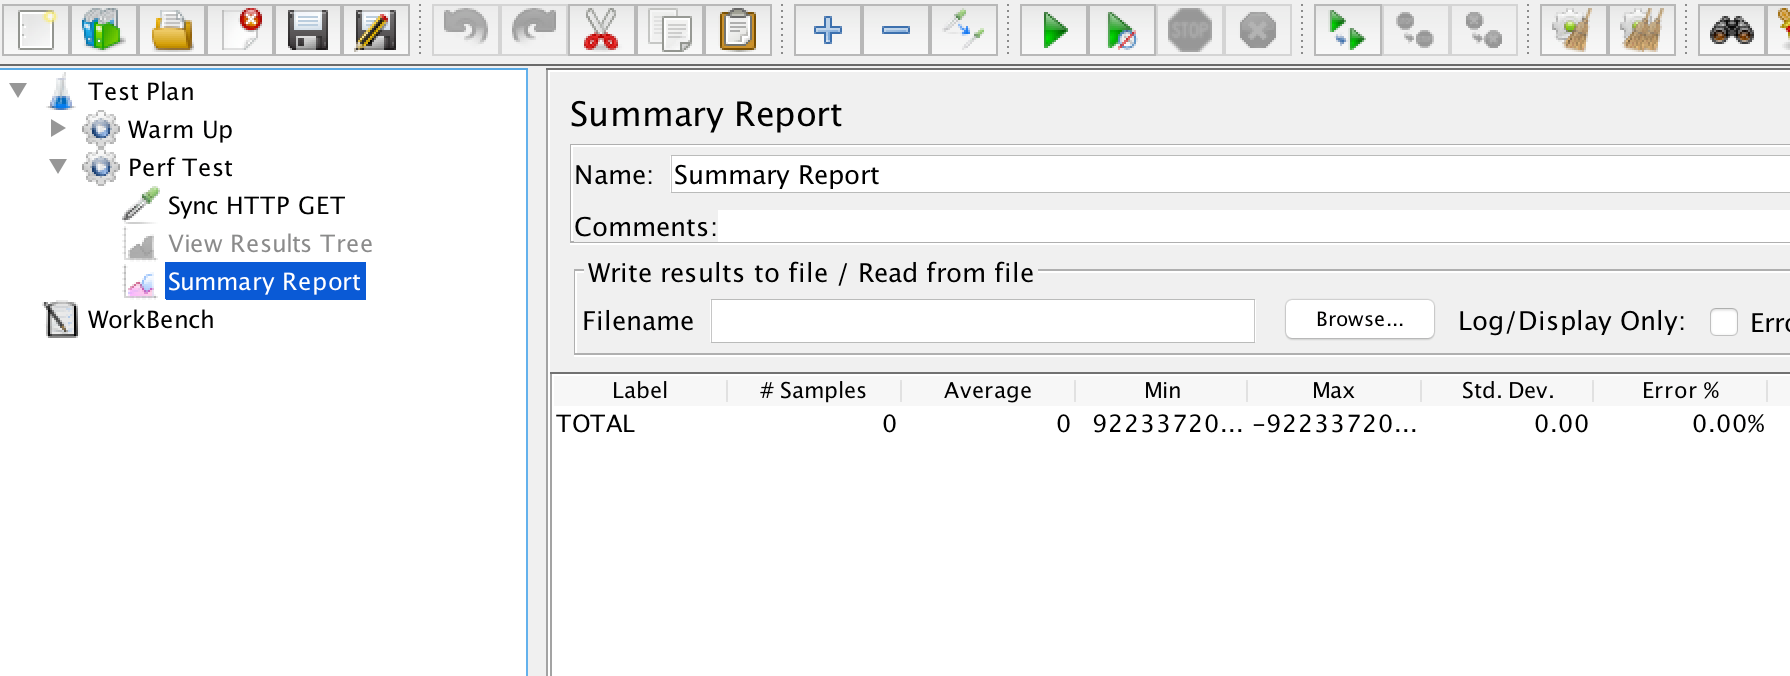 STOP
Test Plan
Warm Up
Perf Test
Sync HTTP GET
View Results Tree
Summary Report
WorkBench
Summary Report
Name: Summary Report
Comments:
Write results to file / Read from file
Filename Browse... Log/Display Only: Erro
Label # Samples Average Min Max Std. Dev. Error %
TOTAL 0 0 92233720... -92233720... 0.00 0.00%